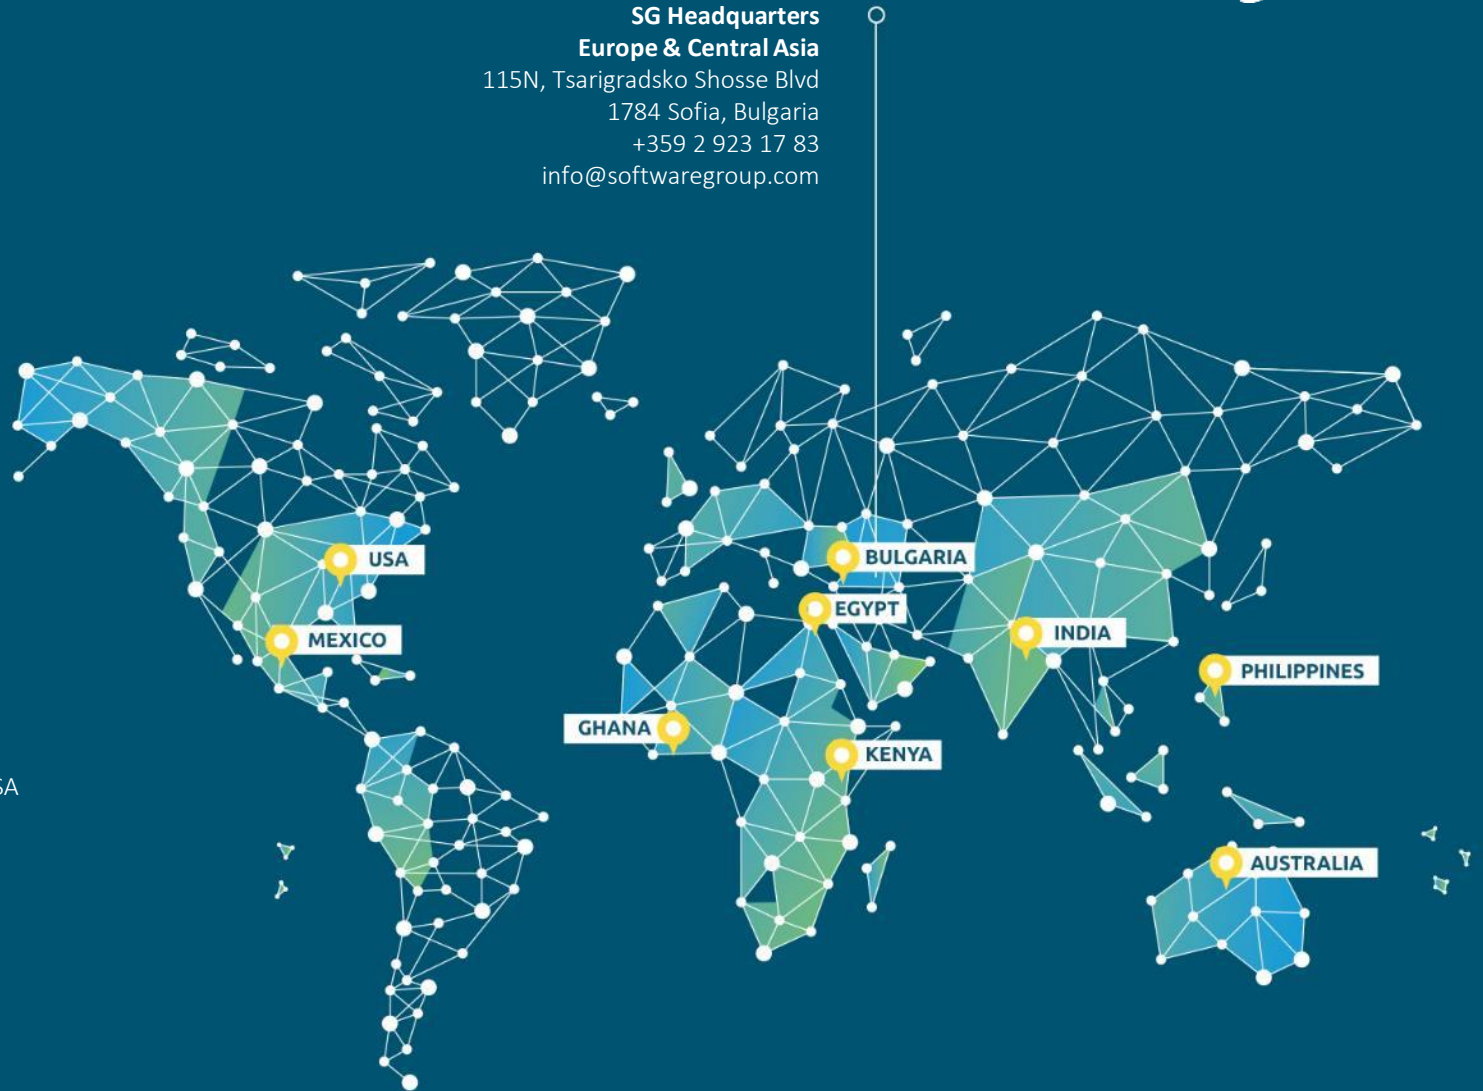 SG Headquarters
Europe & Central Asia
115N, Tsarigradsko Shosse Blvd
1784 Sofia, Bulgaria
+359 2 923 17 83
info@softwaregroup.com
USA
BULGARIA
EGYPT
MEXICO
INDIA
PHILIPPINES
GHANA
KENYA
AUSTRALIA